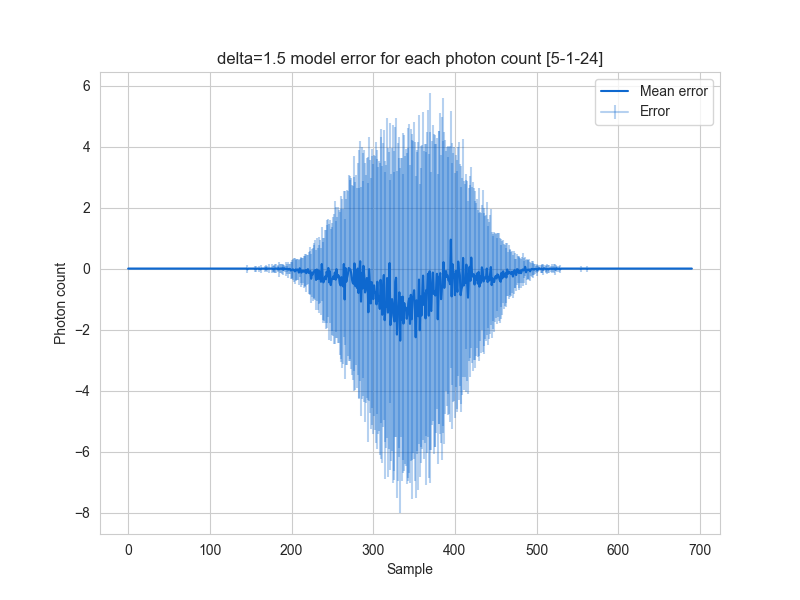 delta=1.5 model error for each photon count [5-1-24]
Mean error
Error
6
4
2
0
−2
−4
−6
−8
Photon count
0 100 200 300 400 500 600 700
Sample